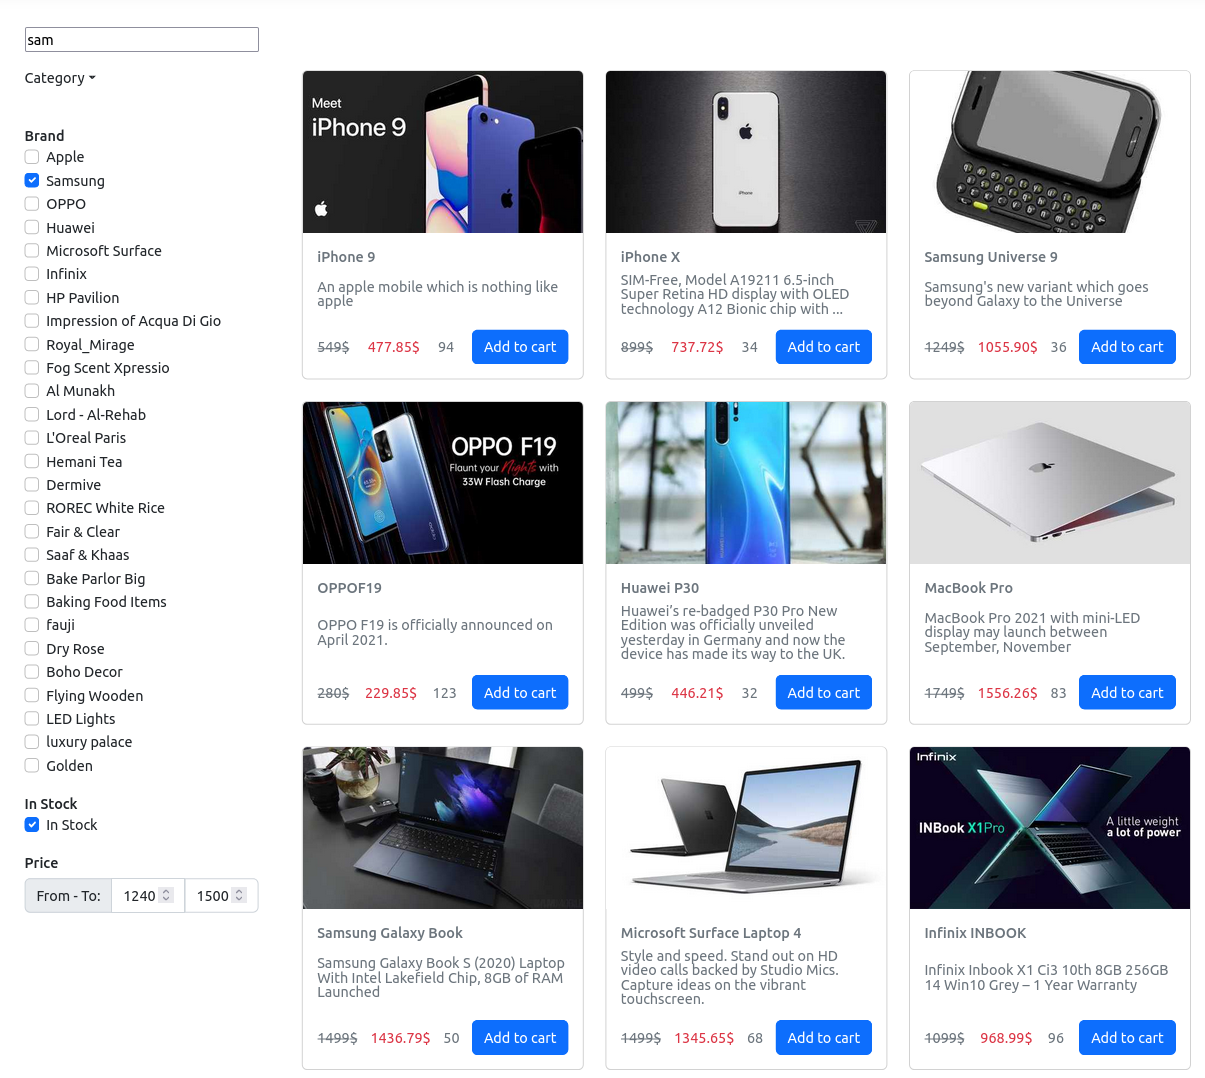 sam
Category
Brand
Apple
Samsung
OPPO
Huawei
Microsoft Surface
Infinix
HP Pavilion
Impression of Acqua Di Gio
Royal_Mirage
Fog Scent Xpressio
Al Munakh
Lord - Al-Rehab
L'Oreal Paris
Hemani Tea
Dermive
ROREC White Rice
Fair & Clear
Saaf & Khaas
Bake Parlor Big
Baking Food Items
fauji
Dry Rose
Boho Decor
Flying Wooden
LED Lights
luxury palace
Golden
In Stock
In Stock
Price
From - To: 1240 1500
Meet
iPhone 9
iPhone 9
An apple mobile which is nothing like
apple
549$ 477.85$ 94 Add to cart
iPhone
iPhone X
SIM-Free, Model A19211 6.5-inch
Super Retina HD display with OLED
technology A12 Bionic chip with ...
899$ 737.72$ 34 Add to cart
Samsung Universe 9
Samsung's new variant which goes
beyond Galaxy to the Universe
1249$ 1055.90$ 36 Add to cart
OPPO F19
Flaunt your Nights with
33W Flash Charge
OPPOF19
OPPO F19 is officially announced on
April 2021.
280$ 229.85$ 123 Add to cart
Huawei P30
Huawei’s re-badged P30 Pro New
Edition was officially unveiled
yesterday in Germany and now the
device has made its way to the UK.
499$ 446.21$ 32 Add to cart
MacBook Pro
MacBook Pro 2021 with mini-LED
display may launch between
September, November
1749$ 1556.26$ 83 Add to cart
Samsung Galaxy Book
Samsung Galaxy Book S (2020) Laptop
With Intel Lakefield Chip, 8GB of RAM
Launched
1499$ 1436.79$ 50 Add to cart
Microsoft Surface Laptop 4
Style and speed. Stand out on HD
video calls backed by Studio Mics.
Capture ideas on the vibrant
touchscreen.
1499$ 1345.65$ 68 Add to cart
Infinix
INBook X1Pro
A little weight
a lot of power
Infinix INBOOK
Infinix Inbook X1 Ci3 10th 8GB 256GB
14 Win10 Grey – 1 Year Warranty
1099$ 968.99$ 96 Add to cart